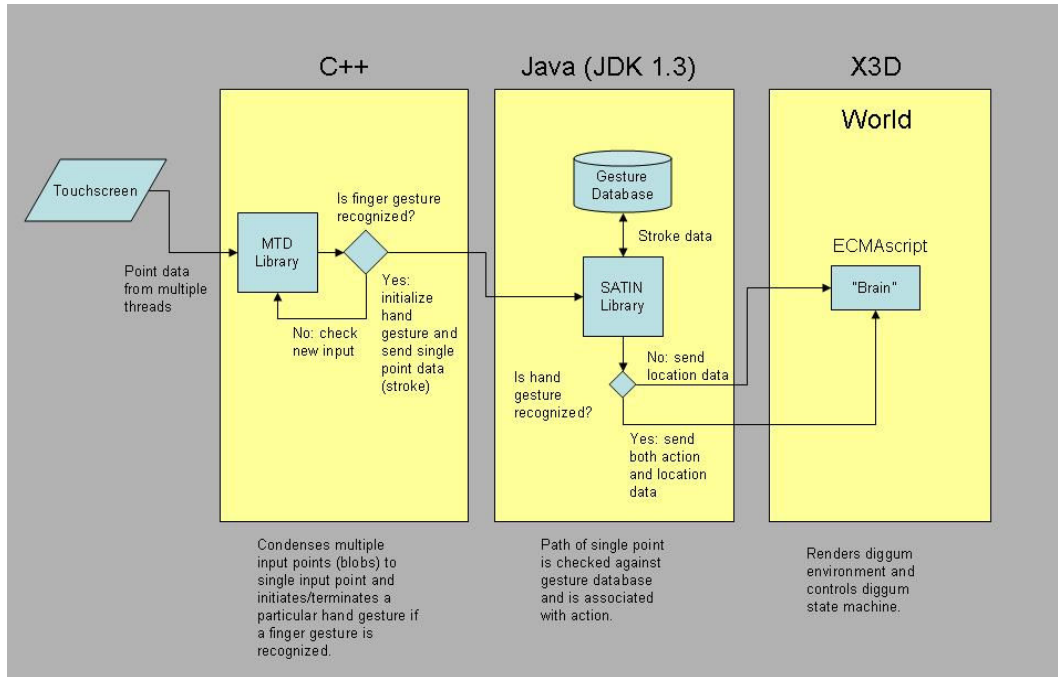 C++
Java (JDK 1.3)
X3D
World
Touchscreen
Point data
from multiple
threads
MTD
Library
Is finger gesture
recognized?
No: check
new input
Yes:
initialize
hand
gesture and
send single
point data
(stroke)
Gesture
Database
Stroke data
SATIN
Library
Is hand
gesture
recognized?
No: send
location data
Yes: send
both action
and location
data
ECMAscript
"Brain"
Condenses multiple
input points (blobs) to
single input point and
initiates/terminates a
particular hand gesture if
a finger gesture is
recognized.
Path of single point
is checked against
gesture database
and is associated
with action.
Renders diggum
environment and
controls diggum
state machine.